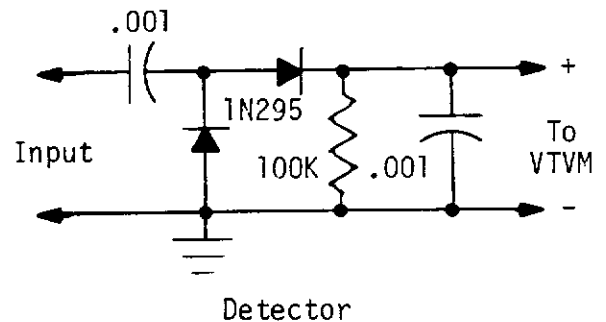 .001
+
1N295
To
VTVM
Input
100K
.001
-
Detector